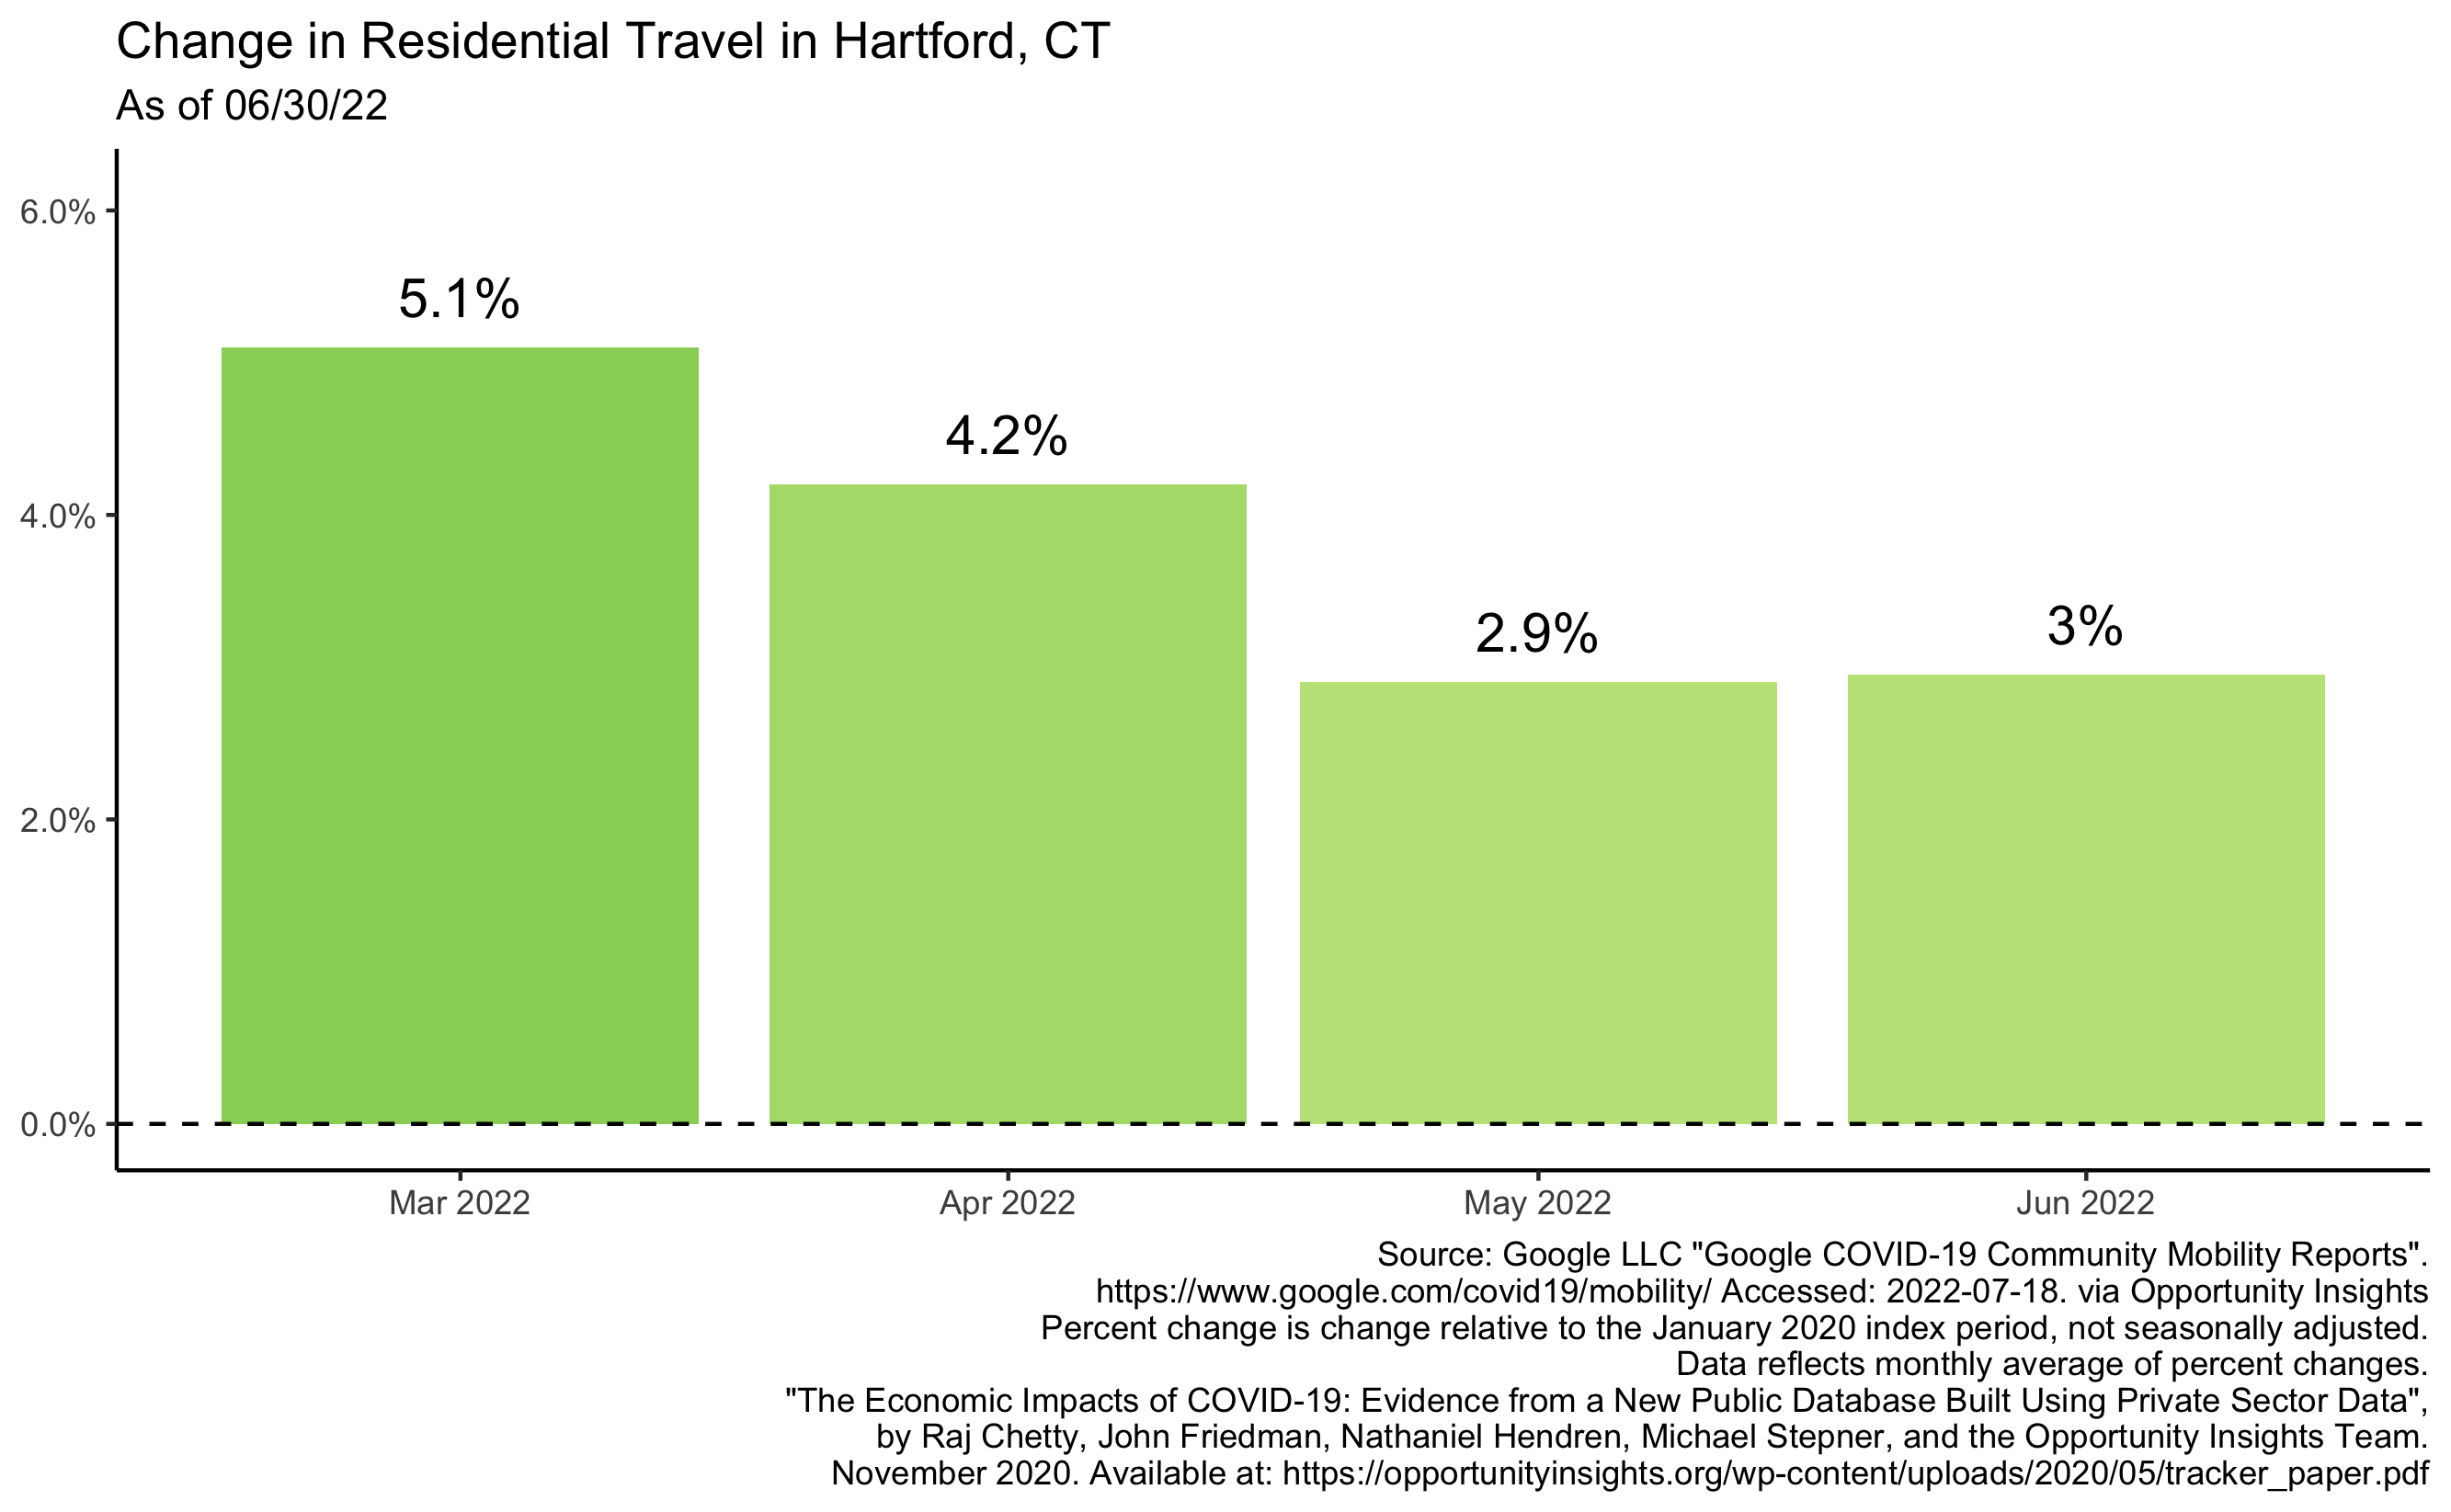 Change in Residential Travel in Hartford, CT
As of 06/30/22
6.0%
4.0%
2.0%
0.0%
5.1%
4.2%
2.9%
3%
Mar 2022
Apr 2022
May 2022
Jun 2022
Source: Google LLC "Google COVID-19 Community Mobility Reports".
https://www.google.com/covid19/mobility/ Accessed: 2022-07-18. via Opportunity Insights
Percent change is change relative to the January 2020 index period, not seasonally adjusted.
Data reflects monthly average of percent changes.
"The Economic Impacts of COVID-19: Evidence from a New Public Database Built Using Private Sector Data",
by Raj Chetty, John Friedman, Nathaniel Hendren, Michael Stepner, and the Opportunity Insights Team.
November 2020. Available at: https://opportunityinsights.org/wp-content/uploads/2020/05/tracker_paper.pdf